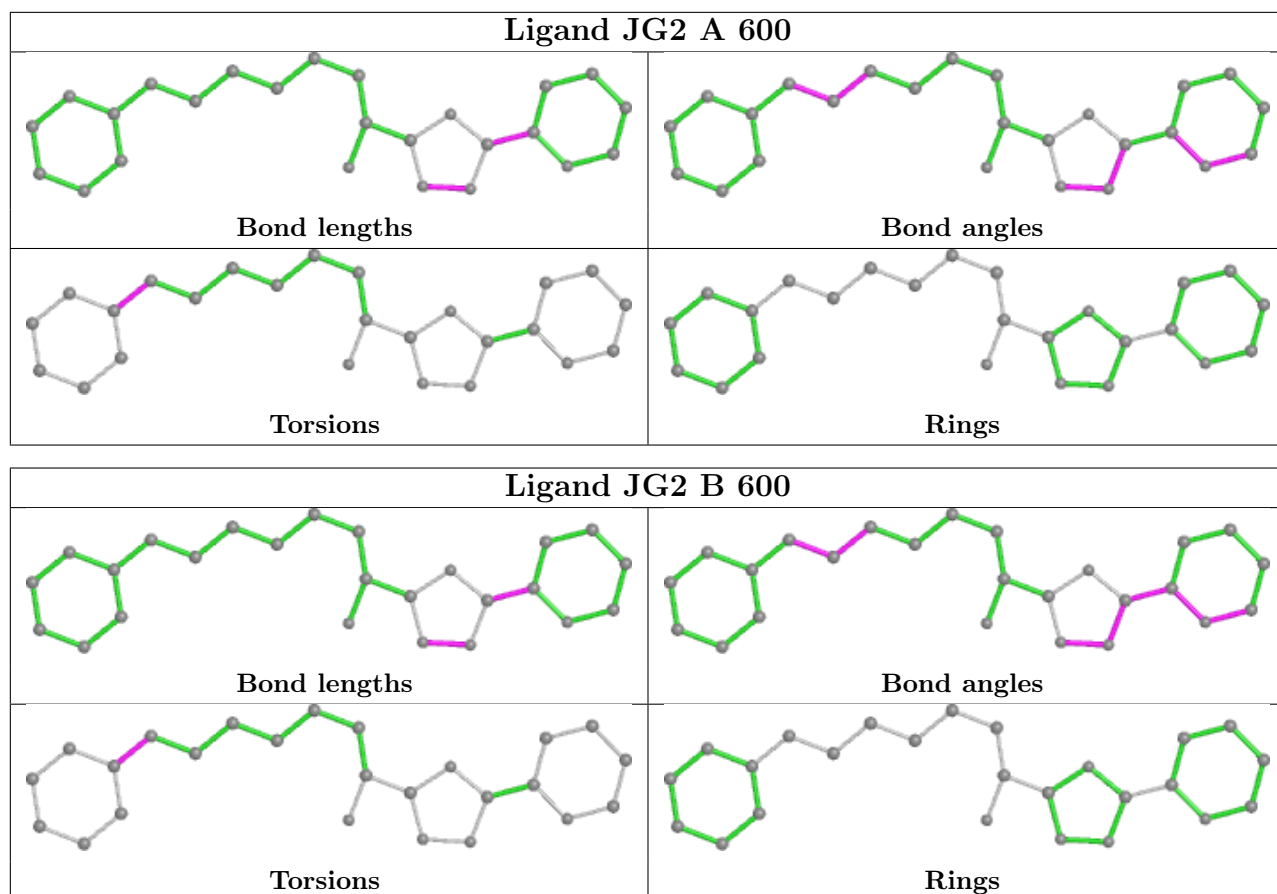 Ligand JG2 A 600
Bond lengths
Bond angles
Torsions
Rings
Ligand JG2 B 600
Bond lengths
Bond angles
Torsions
Rings